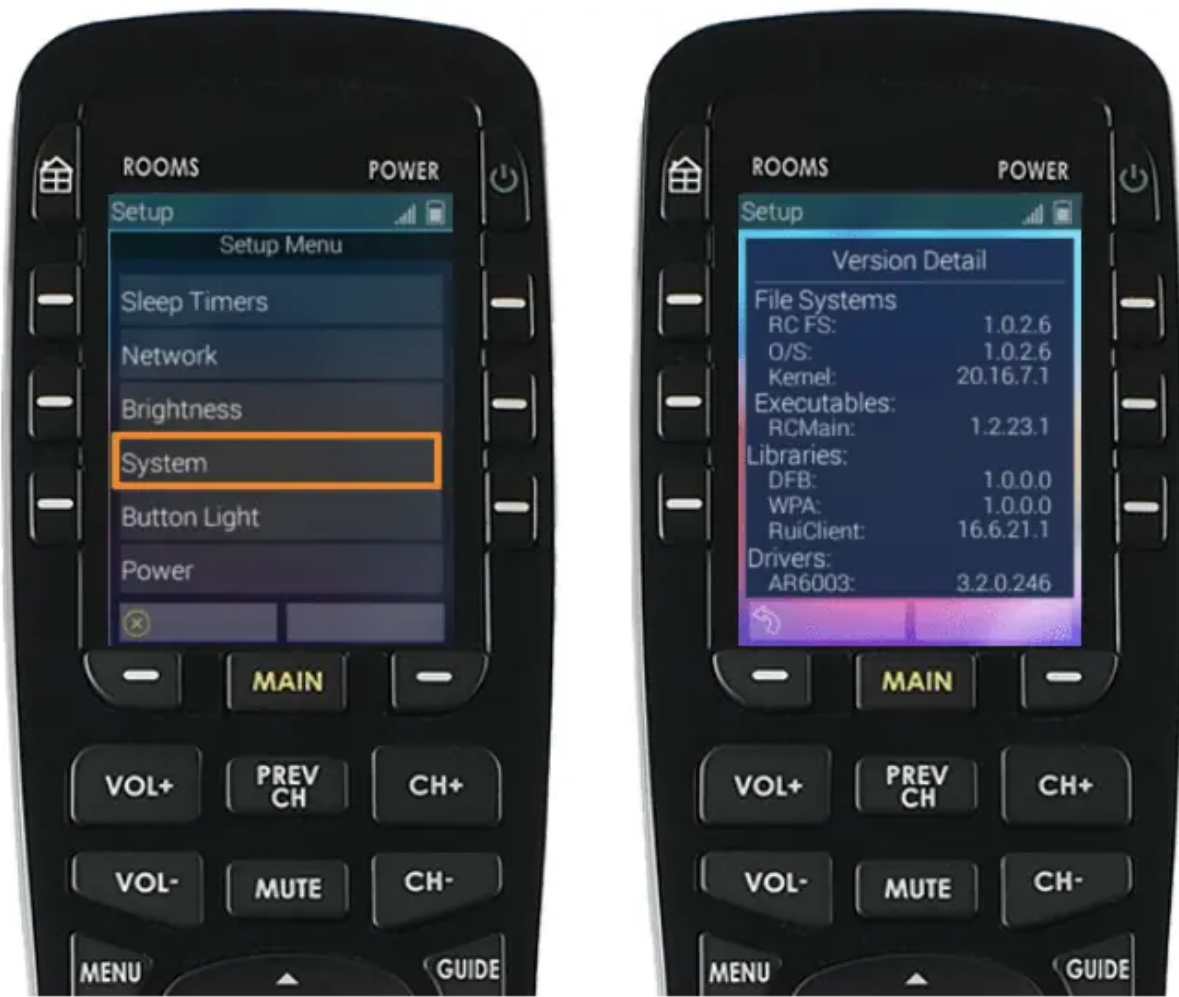 ROOMS POWER
Setup
Setup Menu
Sleep Timers
Network
Brightness
System
Button Light
Power
MAIN
VOL+ PREV CH CH+
VOL- MUTE CH-
MENU GUIDE
ROOMS POWER
Setup
Version Detail
File Systems
RC FS: 1.0.2.6
O/S: 1.0.2.6
Kernel: 20.16.7.1
Executables:
RCMain: 1.2.23.1
Libraries:
DFB: 1.0.0.0
WPA: 1.0.0.0
RuiClient: 16.6.21.1
Drivers:
AR6003: 3.2.0.246
MAIN
VOL+ PREV CH CH+
VOL- MUTE CH-
MENU GUIDE